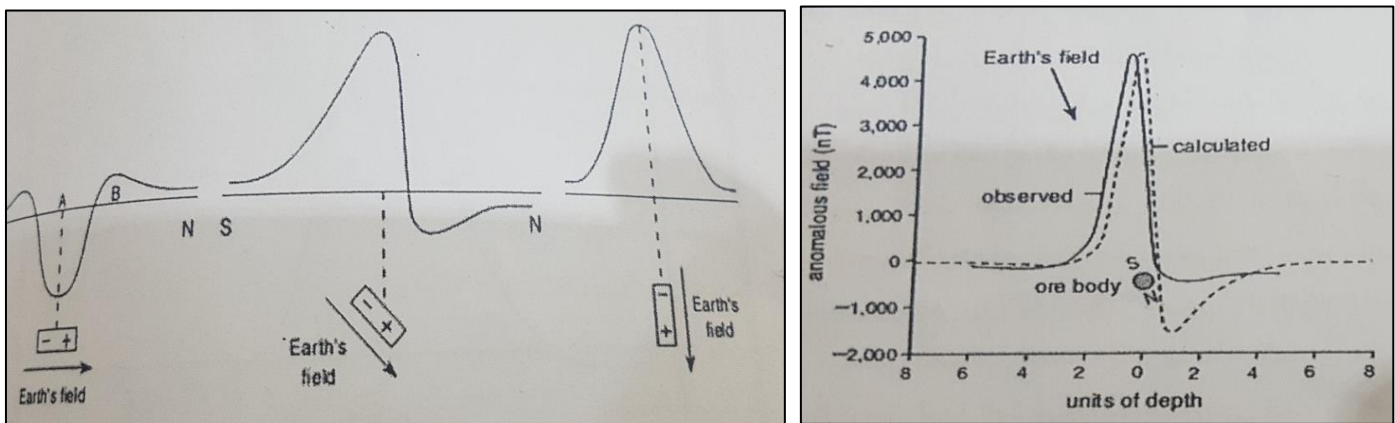 A
B
N
- +
Earth's field
S
N
- +
Earth's
field
-
+
Earth's
field
5,000
4,000
3,000
2,000
1,000
0
−1,000
−2,000
anomalous field (nT)
Earth's field
calculated
observed
S
ore body
N
8 6 4 2 0 2 4 6 8
units of depth